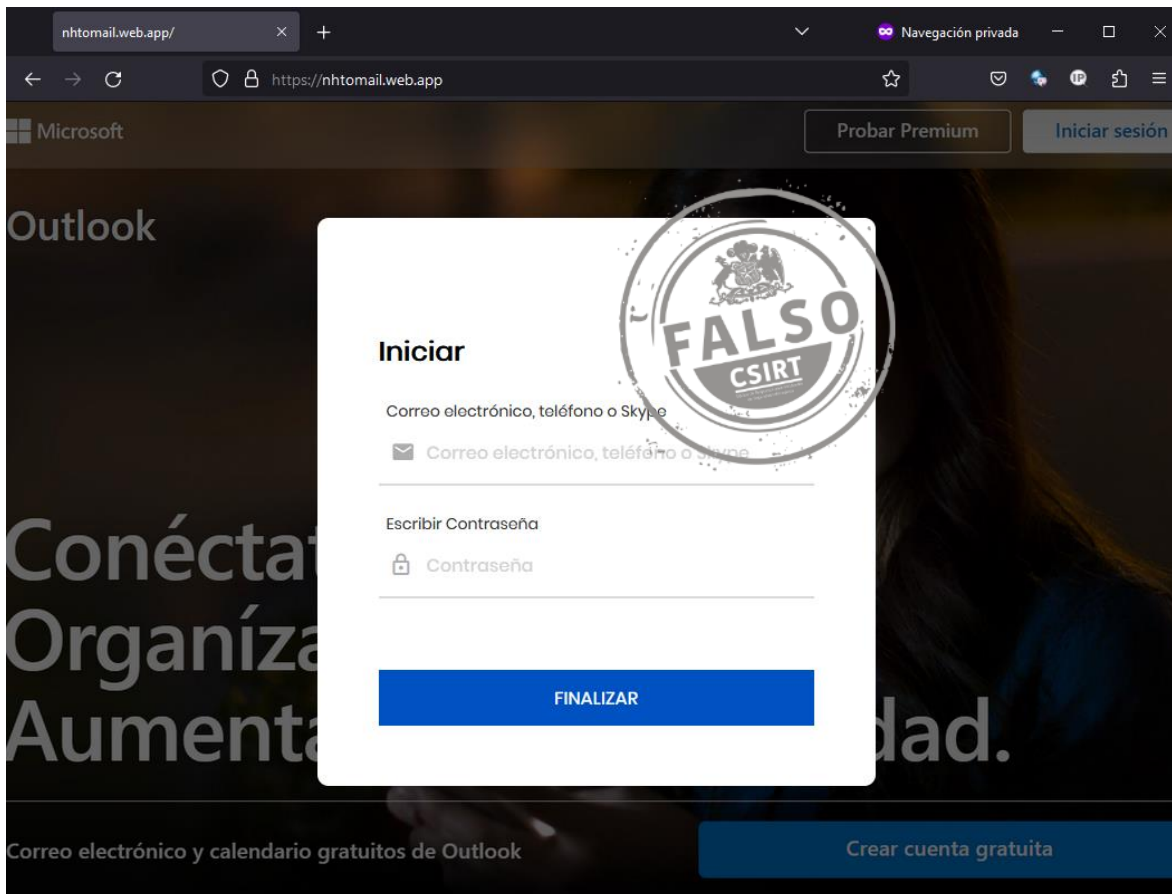 nhtomail.web.app/
Navegación privada
https://nhtomail.web.app
IP
Microsoft
Probar Premium
Iniciar sesión
Outlook
FALSO
CSIRT
Iniciar
Correo electrónico, teléfono o Skype
Correo electrónico, teléfono o Skype
Escribir Contraseña
Contraseña
FINALIZAR
Conéctat
Organíza
Aumenta
dad.
Correo electrónico y calendario gratuitos de Outlook
Crear cuenta gratuita